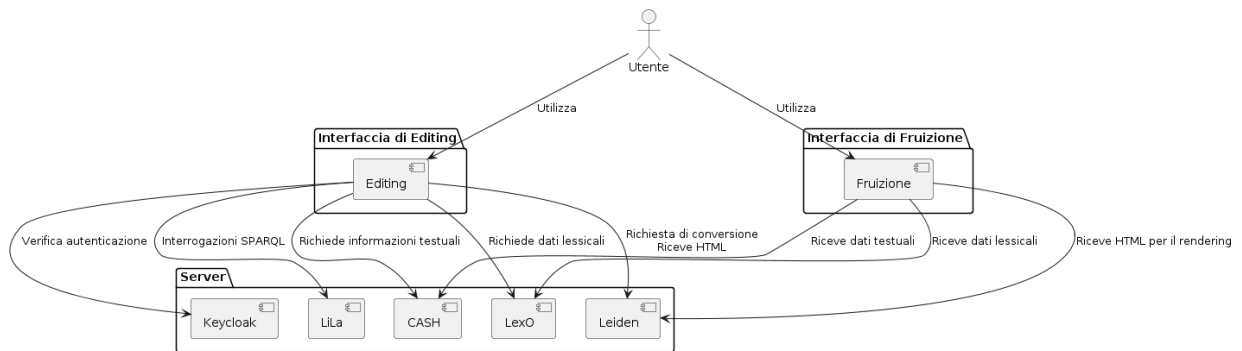 Utente
Utilizza
Utilizza
Interfaccia di Editing
Interfaccia di Fruizione
Editing
Fruizione
Verifica autenticazione
Interrogazioni SPARQL
Richiede informazioni testuali
Richiede dati lessicali
Richiesta di conversione
Riceve HTML
Riceve dati testuali
Riceve dati lessicali
Riceve HTML per il rendering
Server
Keycloak
LiLa
CASH
LexO
Leiden